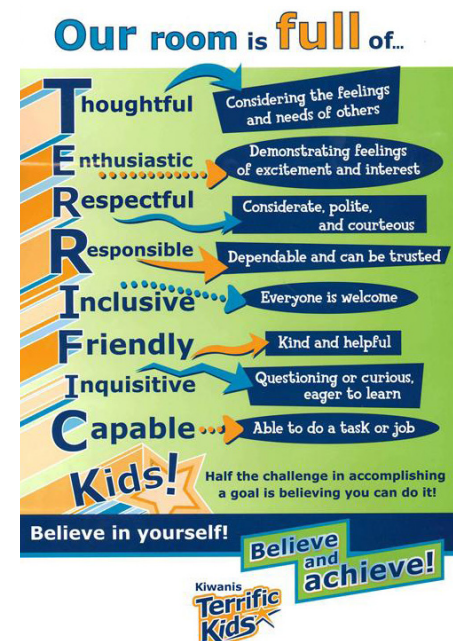 Our room is full of...
Thoughtful
Considering the feelings
and needs of others
Enthusiastic
Demonstrating feelings
of excitement and interest
Respectful
Considerate, polite,
and courteous
Responsible
Dependable and can be trusted
Inclusive
Everyone is welcome
Friendly
Kind and helpful
Inquisitive
Questioning or curious,
eager to learn
Capable
Able to do a task or job
Kids!
Half the challenge in accomplishing
a goal is believing you can do it!
Believe in yourself!
Believe
and
achieve!
Kiwanis
Terrific
Kids